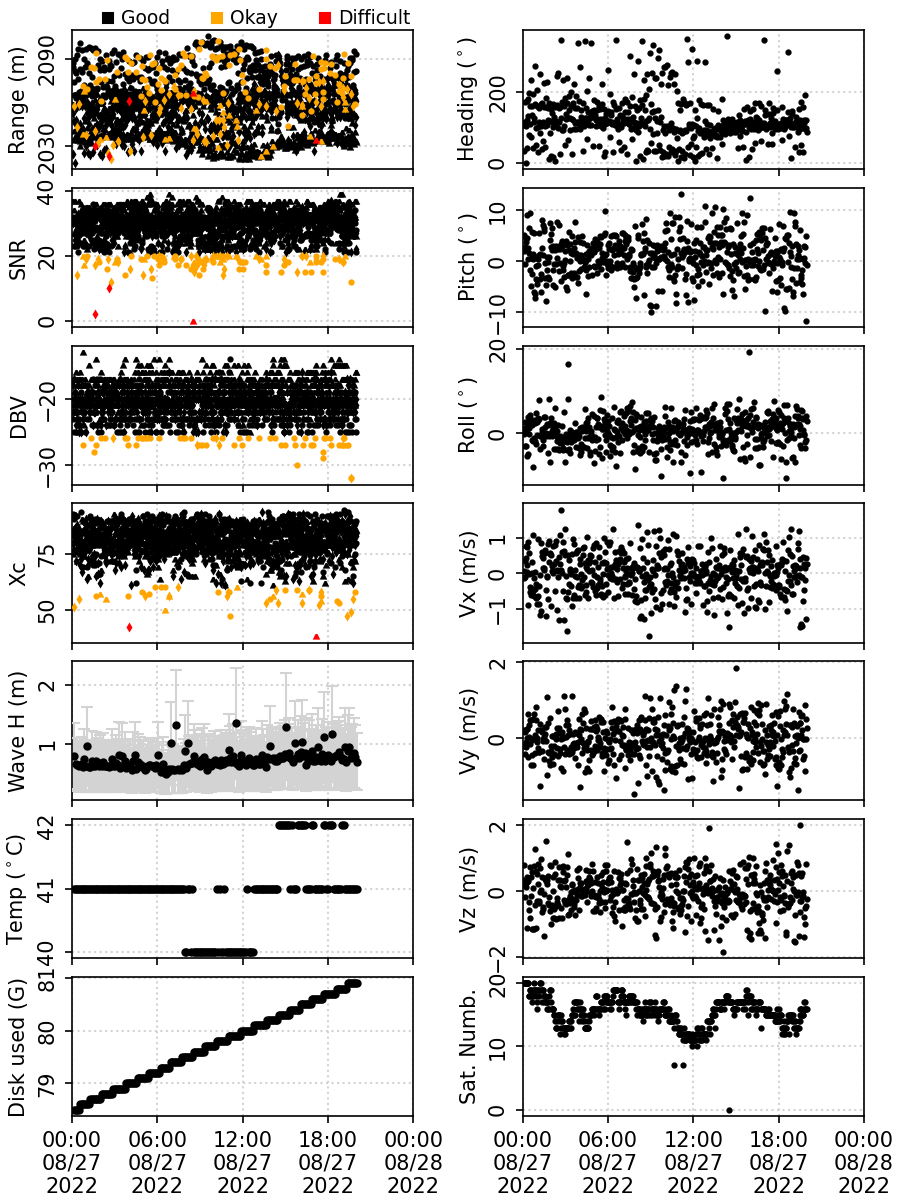 Good Okay Difficult
Range (m)
2090
2030
Heading (°)
200
0
SNR
40
20
0
Pitch (°)
10
0
−10
DBV
−20
−30
Roll (°)
20
0
Xc
75
50
Vx (m/s)
1
0
−1
Wave H (m)
2
1
Vy (m/s)
2
0
Temp (°C)
42
41
40
Vz (m/s)
2
0
−2
Disk used (G)
81
80
79
Sat. Numb.
20
10
0
00:00 06:00 12:00 18:00 00:00
08/27 08/27 08/27 08/27 08/28
2022 2022 2022 2022 2022
00:00 06:00 12:00 18:00 00:00
08/27 08/27 08/27 08/27 08/28
2022 2022 2022 2022 2022